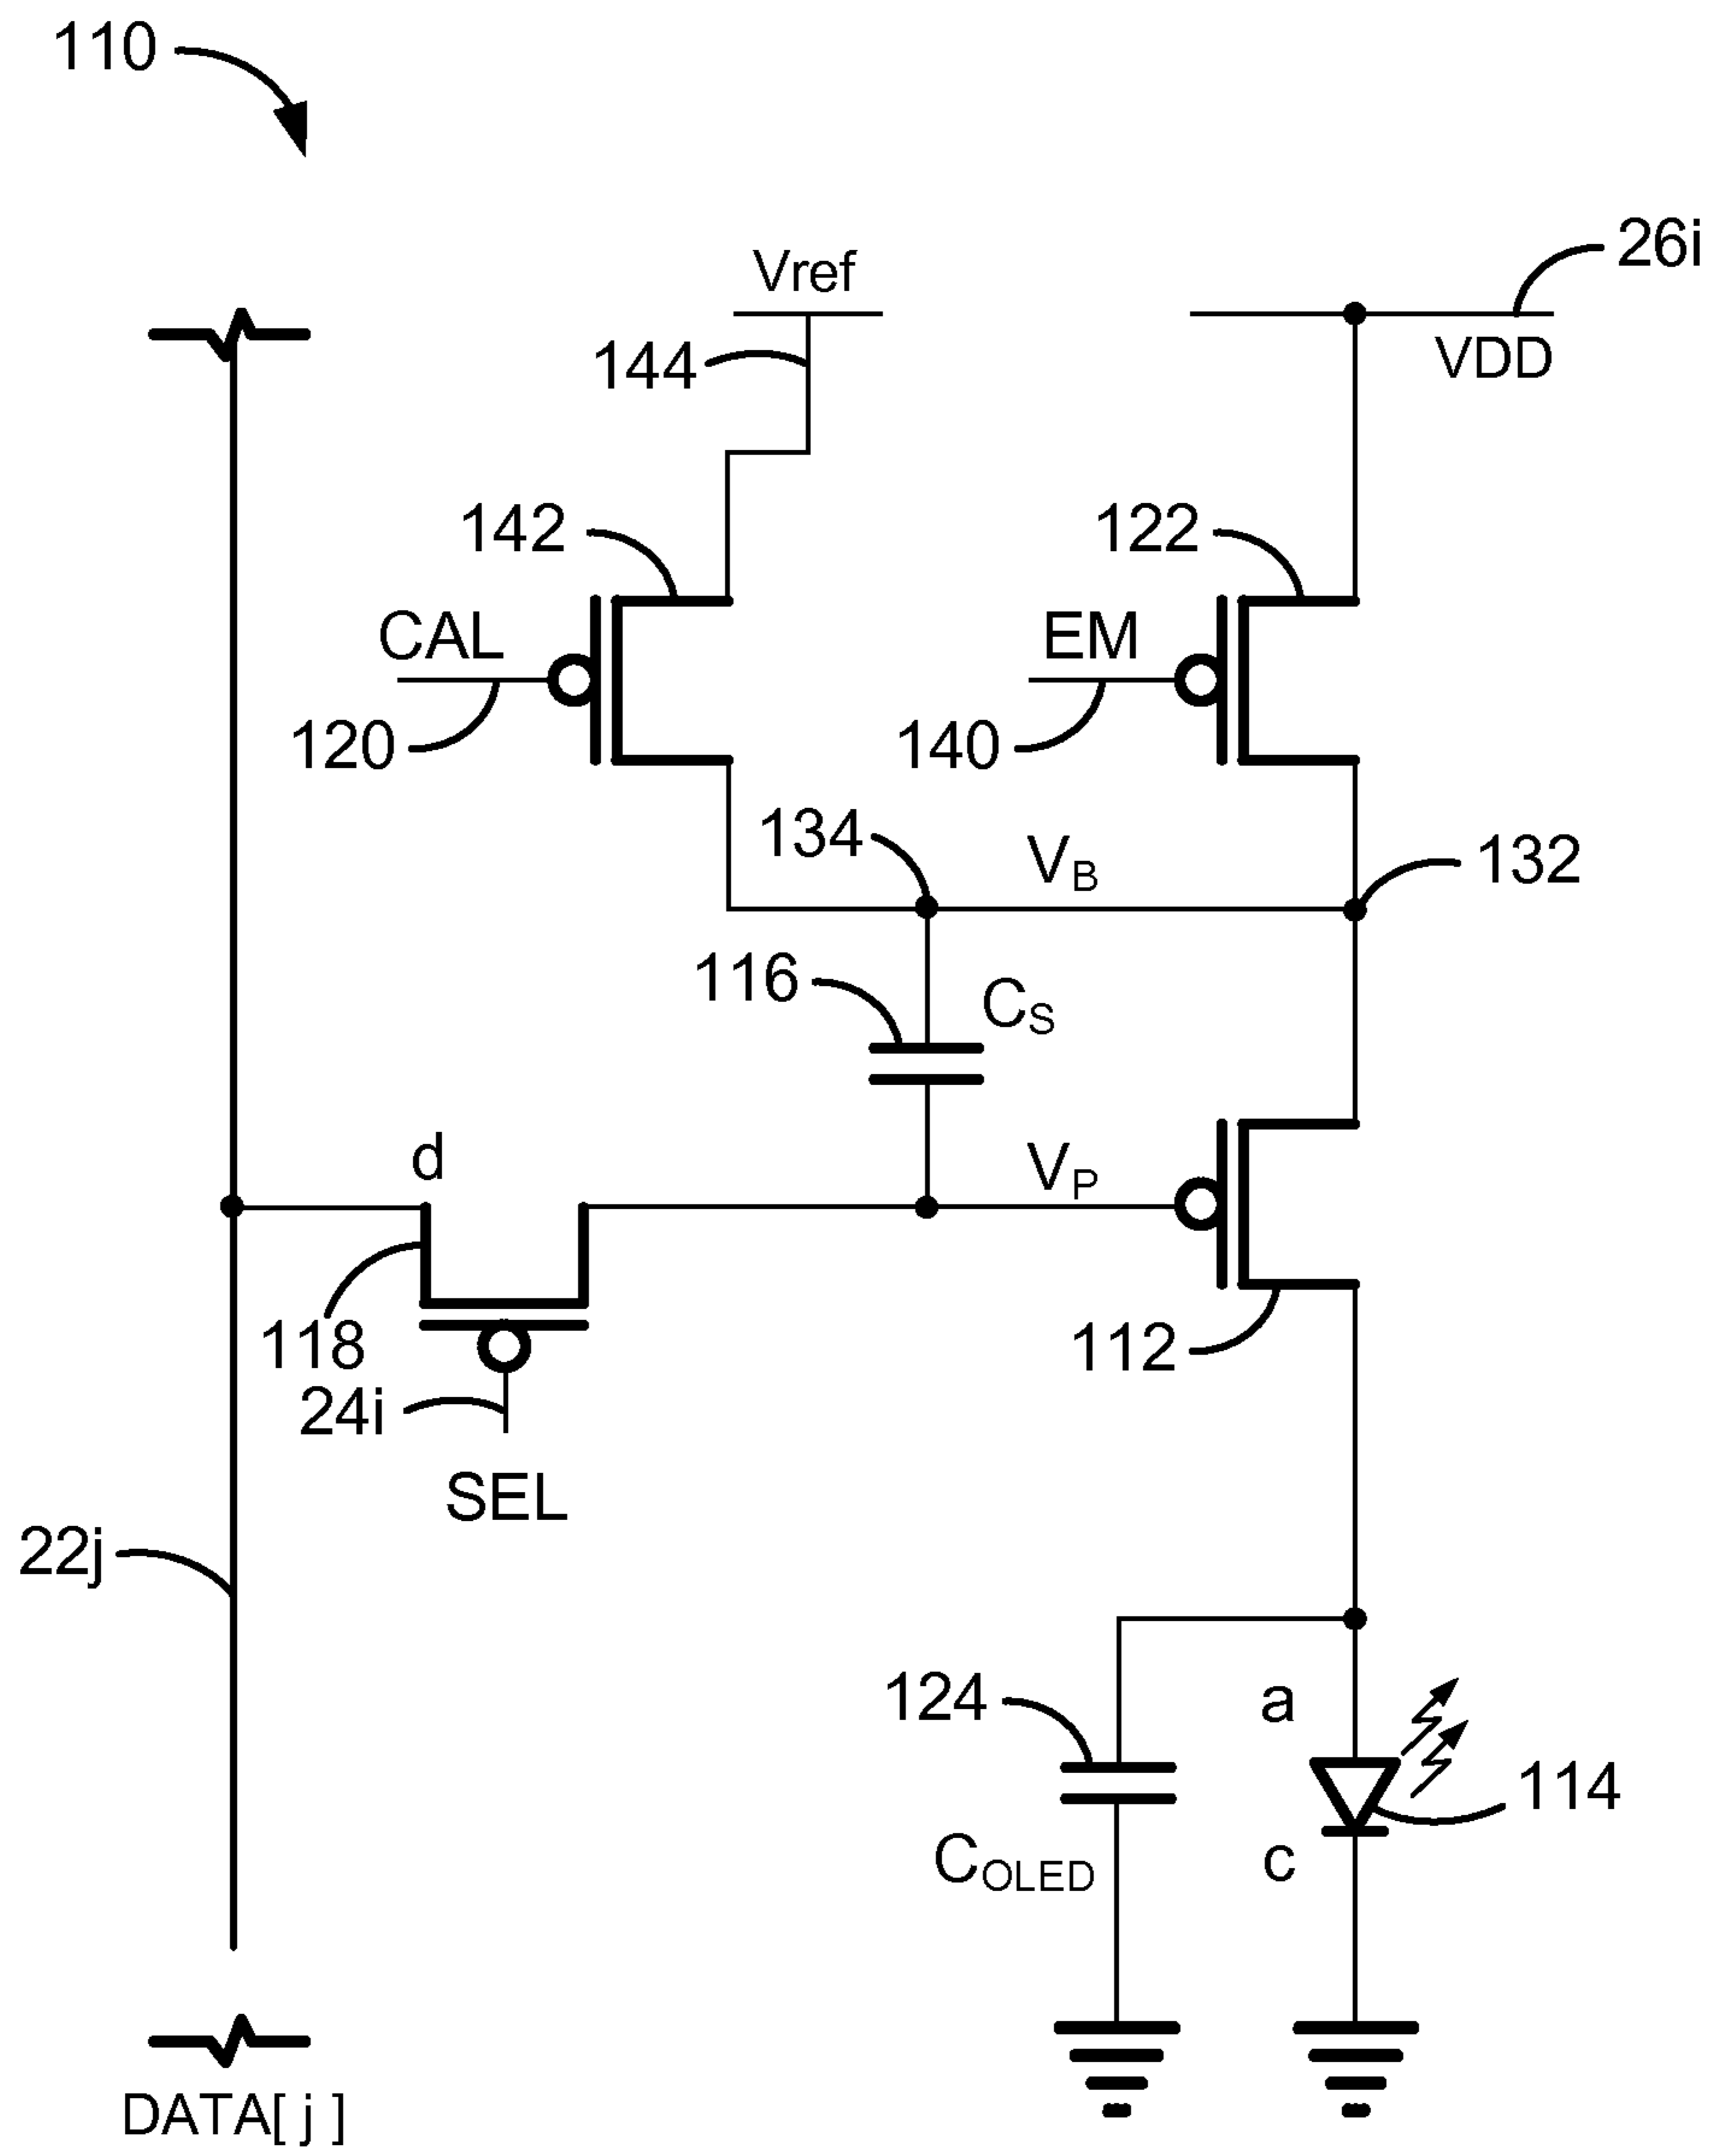 110
26i
Vref
VDD
144
142
122
CAL
EM
120
140
134
VB
132
116
CS
d
VP
118
112
24i
SEL
22j
124
a
114
COLED
c
DATA[ j ]